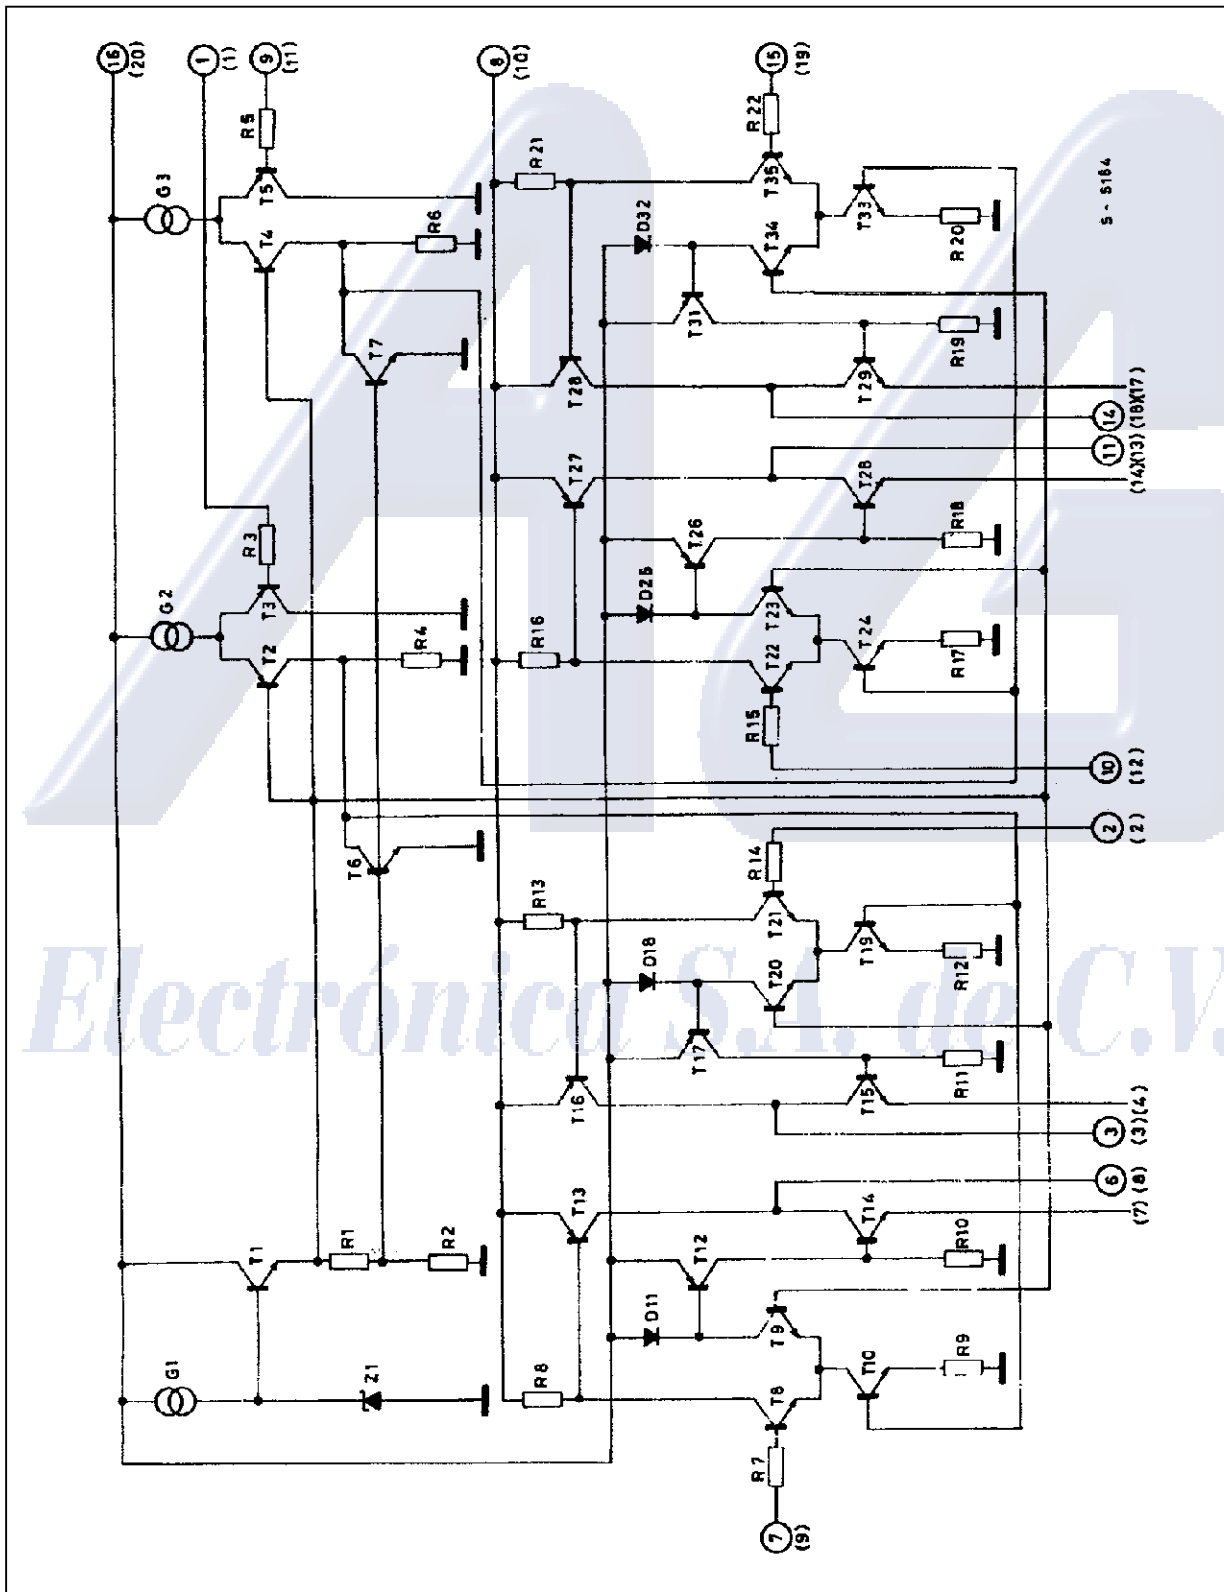 16
(20)
1
(1)
9
(11)
8
(10)
15
(19)
G3
R5
T5
T4
R6
T7
G2
R3
T3
T2
R4
T6
T1
R1
R2
G1
Z1
R21
R22
T35
T34
D32
T31
T33
R20
R19
T29
T28
T27
T26
D25
R16
T28
R18
T23
T22
T24
R17
R15
14
(18)(17)
11
(14)(13)
10
(12)
2
(2)
R14
R13
T21
T20
D18
T19
R12
T17
T16
T15
R11
3
(3)(4)
6
(7)(8)
T13
T14
T12
R10
D11
R8
T9
T8
T10
R9
R7
7
(9)
S-5164
Electrónica S.A. de C.V.